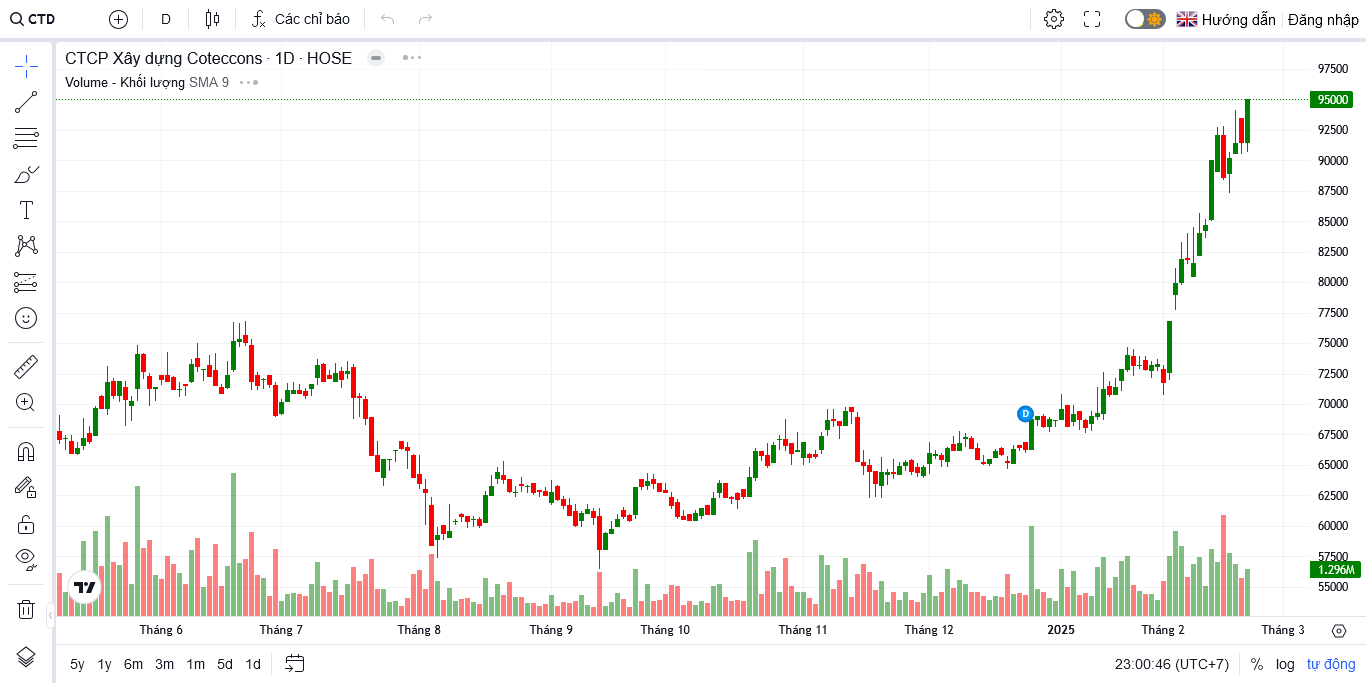 CTD D Các chỉ báo Hướng dẫn Đăng nhập
CTCP Xây dựng Coteccons · 1D · HOSE
Volume - Khối lượng SMA 9
97500
95000
92500
90000
87500
85000
82500
80000
77500
75000
72500
70000
67500
65000
62500
60000
57500
1.296M
55000
D
Tháng 6 Tháng 7 Tháng 8 Tháng 9 Tháng 10 Tháng 11 Tháng 12 2025 Tháng 2 Tháng 3
5y 1y 6m 3m 1m 5d 1d 23:00:46 (UTC+7) % log tự động